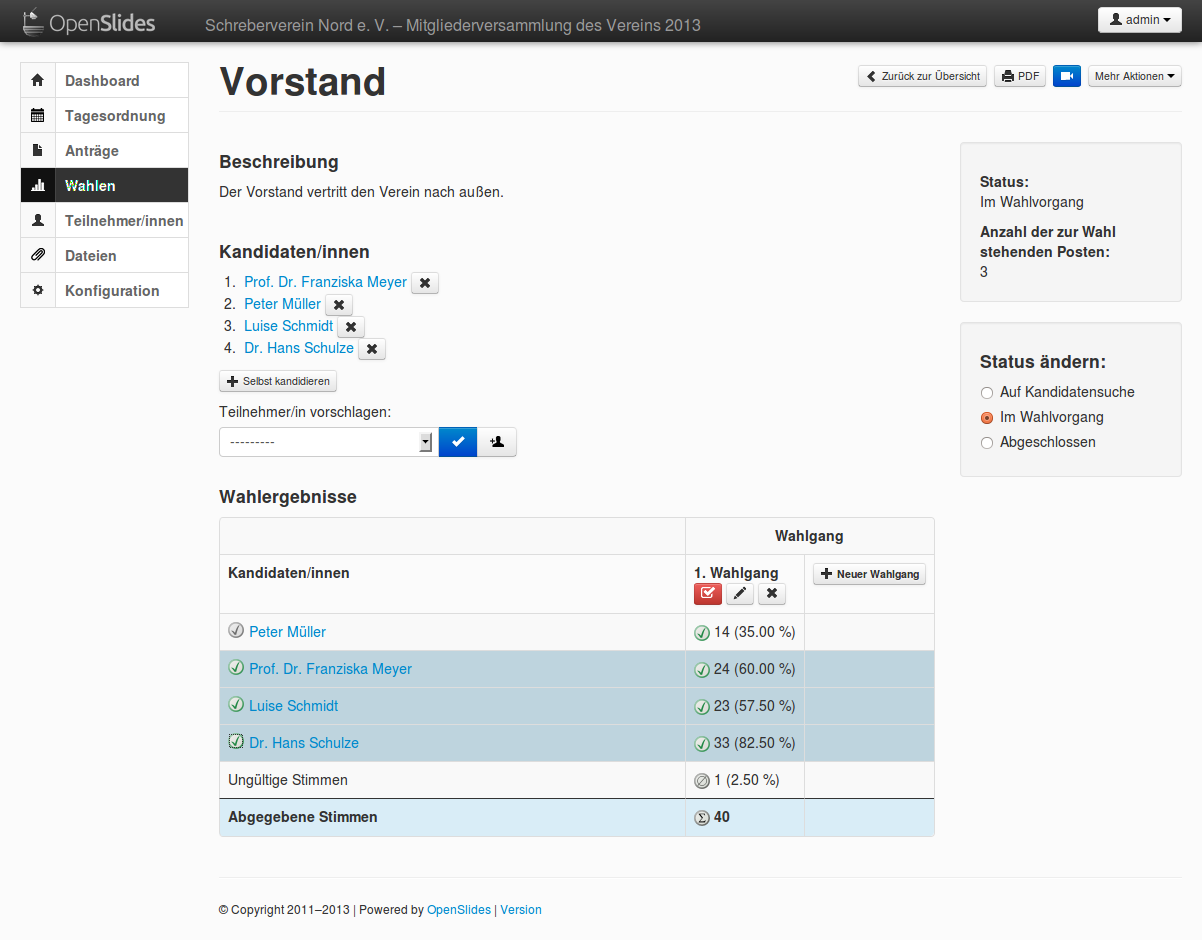 OpenSlides
Schreberverein Nord e. V. – Mitgliederversammlung des Vereins 2013
admin
Dashboard
Tagesordnung
Anträge
Wahlen
Teilnehmer/innen
Dateien
Konfiguration
Vorstand
Zurück zur Übersicht
PDF
Mehr Aktionen
Beschreibung
Der Vorstand vertritt den Verein nach außen.
Kandidaten/innen
1. Prof. Dr. Franziska Meyer
2. Peter Müller
3. Luise Schmidt
4. Dr. Hans Schulze
Selbst kandidieren
Teilnehmer/in vorschlagen:
---------
Status:
Im Wahlvorgang
Anzahl der zur Wahl
stehenden Posten:
3
Status ändern:
Auf Kandidatensuche
Im Wahlvorgang
Abgeschlossen
Wahlergebnisse
Wahlgang
Kandidaten/innen 1. Wahlgang Neuer Wahlgang
Peter Müller 14 (35.00 %)
Prof. Dr. Franziska Meyer 24 (60.00 %)
Luise Schmidt 23 (57.50 %)
Dr. Hans Schulze 33 (82.50 %)
Ungültige Stimmen 1 (2.50 %)
Abgegebene Stimmen Σ 40
© Copyright 2011–2013 | Powered by OpenSlides | Version